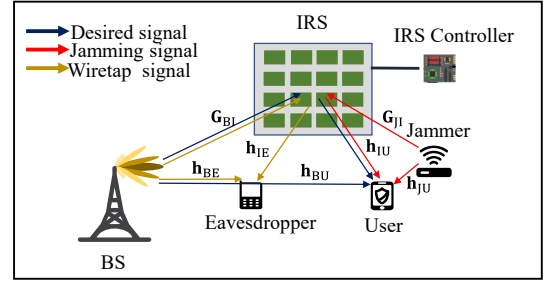 IRS
Desired signal
Jamming signal
Wiretap signal
IRS Controller
G_BI
G_JI
Jammer
h_IE
h_IU
h_BE
h_BU
h_JU
Eavesdropper
User
BS